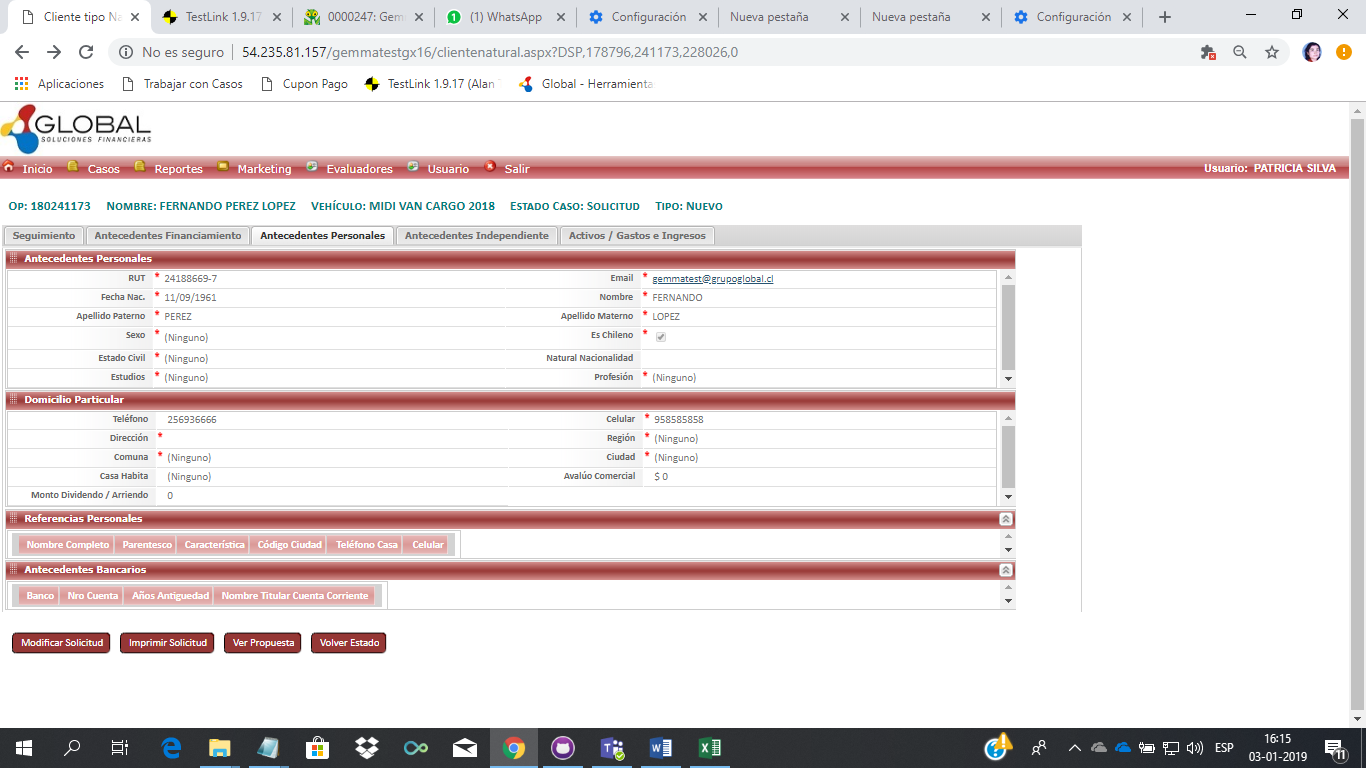 Cliente tipo Na
TestLink 1.9.17
0000247: Gem
(1) WhatsApp
Configuración
Nueva pestaña
Nueva pestaña
Configuración
No es seguro 54.235.81.157/gemmatestgx16/clientenatural.aspx?DSP,178796,241173,228026,0
Aplicaciones Trabajar con Casos Cupon Pago TestLink 1.9.17 (Alan Global - Herramienta
GLOBAL
SOLUCIONES FINANCIERAS
Inicio Casos Reportes Marketing Evaluadores Usuario Salir Usuario: PATRICIA SILVA
OP: 180241173 NOMBRE: FERNANDO PEREZ LOPEZ VEHÍCULO: MIDI VAN CARGO 2018 ESTADO CASO: SOLICITUD TIPO: NUEVO
Seguimiento Antecedentes Financiamiento Antecedentes Personales Antecedentes Independiente Activos / Gastos e Ingresos
Antecedentes Personales
RUT * 24188669-7 Email * gemmatest@grupoglobal.cl
Fecha Nac. * 11/09/1961 Nombre * FERNANDO
Apellido Paterno * PEREZ Apellido Materno * LOPEZ
Sexo * (Ninguno) Es Chileno *
Estado Civil * (Ninguno) Natural Nacionalidad
Estudios * (Ninguno) Profesión * (Ninguno)
Domicilio Particular
Teléfono 256936666 Celular * 958585858
Dirección * Región * (Ninguno)
Comuna * (Ninguno) Ciudad * (Ninguno)
Casa Habita (Ninguno) Avalúo Comercial $ 0
Monto Dividendo / Arriendo 0
Referencias Personales
Nombre Completo Parentesco Característica Código Ciudad Teléfono Casa Celular
Antecedentes Bancarios
Banco Nro Cuenta Años Antiguedad Nombre Titular Cuenta Corriente
Modificar Solicitud Imprimir Solicitud Ver Propuesta Volver Estado
ESP
16:15
03-01-2019
11